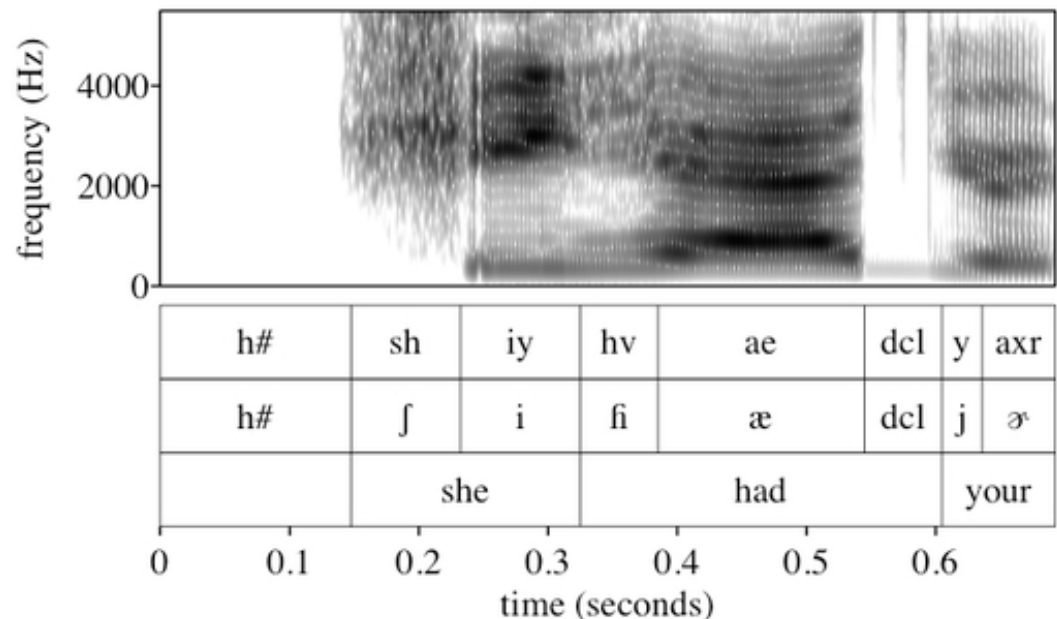 frequency (Hz)
4000
2000
0
h# sh iy hv ae dcl y axr
h# ʃ i ɦ æ dcl j ɚ
she had your
0 0.1 0.2 0.3 0.4 0.5 0.6
time (seconds)